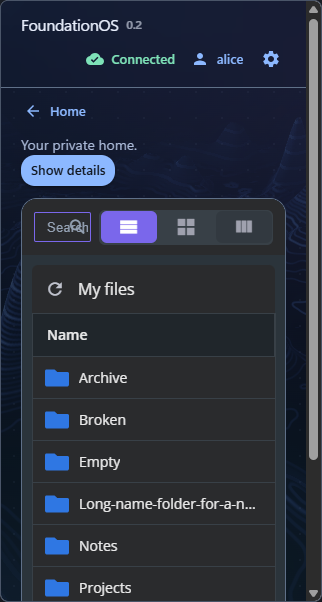 FoundationOS 0.2
Connected alice
Home
Your private home.
Show details
Search
My files
Name
Archive
Broken
Empty
Long-name-folder-for-a-n...
Notes
Projects